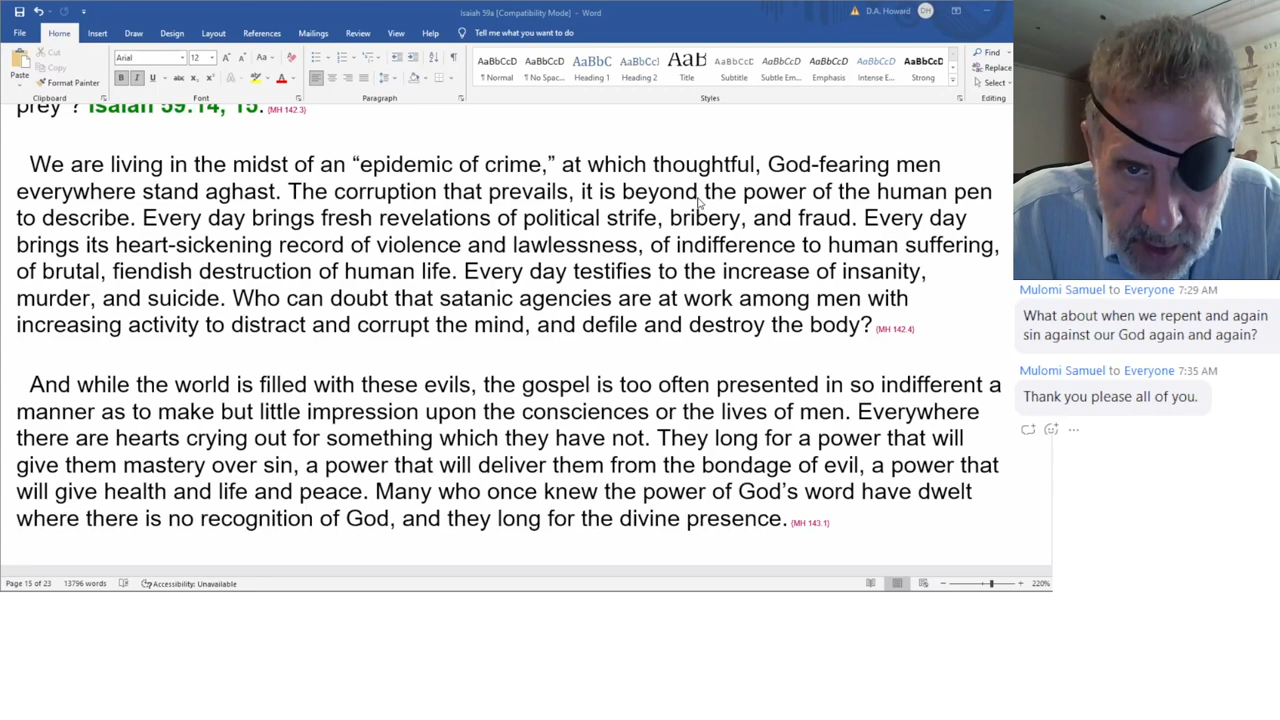 Isaiah 59a [Compatibility Mode] - Word
D.A. Howard
DH
File
Home
Insert
Draw
Design
Layout
References
Mailings
Review
View
Help
Tell me what you want to do
Paste
Cut
Copy
Format Painter
Clipboard
Arial
12
Font
Paragraph
AaBbCcDd
¶ Normal
AaBbCcDd
¶ No Spac...
AaBbC
Heading 1
AaBbCcl
Heading 2
AaB
Title
AaBbCcDd
Subtitle
AaBbCcDd
Subtle Em...
AaBbCcDd
Emphasis
AaBbCcDd
Intense E...
AaBbCcDd
Strong
Styles
Find
Replace
Select
Editing
prey"? Isaiah 59:14, 15. (MH 142.3)
We are living in the midst of an “epidemic of crime,” at which thoughtful, God-fearing men
everywhere stand aghast. The corruption that prevails, it is beyond the power of the human pen
to describe. Every day brings fresh revelations of political strife, bribery, and fraud. Every day
brings its heart-sickening record of violence and lawlessness, of indifference to human suffering,
of brutal, fiendish destruction of human life. Every day testifies to the increase of insanity,
murder, and suicide. Who can doubt that satanic agencies are at work among men with
increasing activity to distract and corrupt the mind, and defile and destroy the body? (MH 142.4)
And while the world is filled with these evils, the gospel is too often presented in so indifferent a
manner as to make but little impression upon the consciences or the lives of men. Everywhere
there are hearts crying out for something which they have not. They long for a power that will
give them mastery over sin, a power that will deliver them from the bondage of evil, a power that
will give health and life and peace. Many who once knew the power of God’s word have dwelt
where there is no recognition of God, and they long for the divine presence. (MH 143.1)
Page 15 of 23
13796 words
Accessibility: Unavailable
220%
Mulomi Samuel to Everyone 7:29 AM
What about when we repent and again
sin against our God again and again?
Mulomi Samuel to Everyone 7:35 AM
Thank you please all of you.